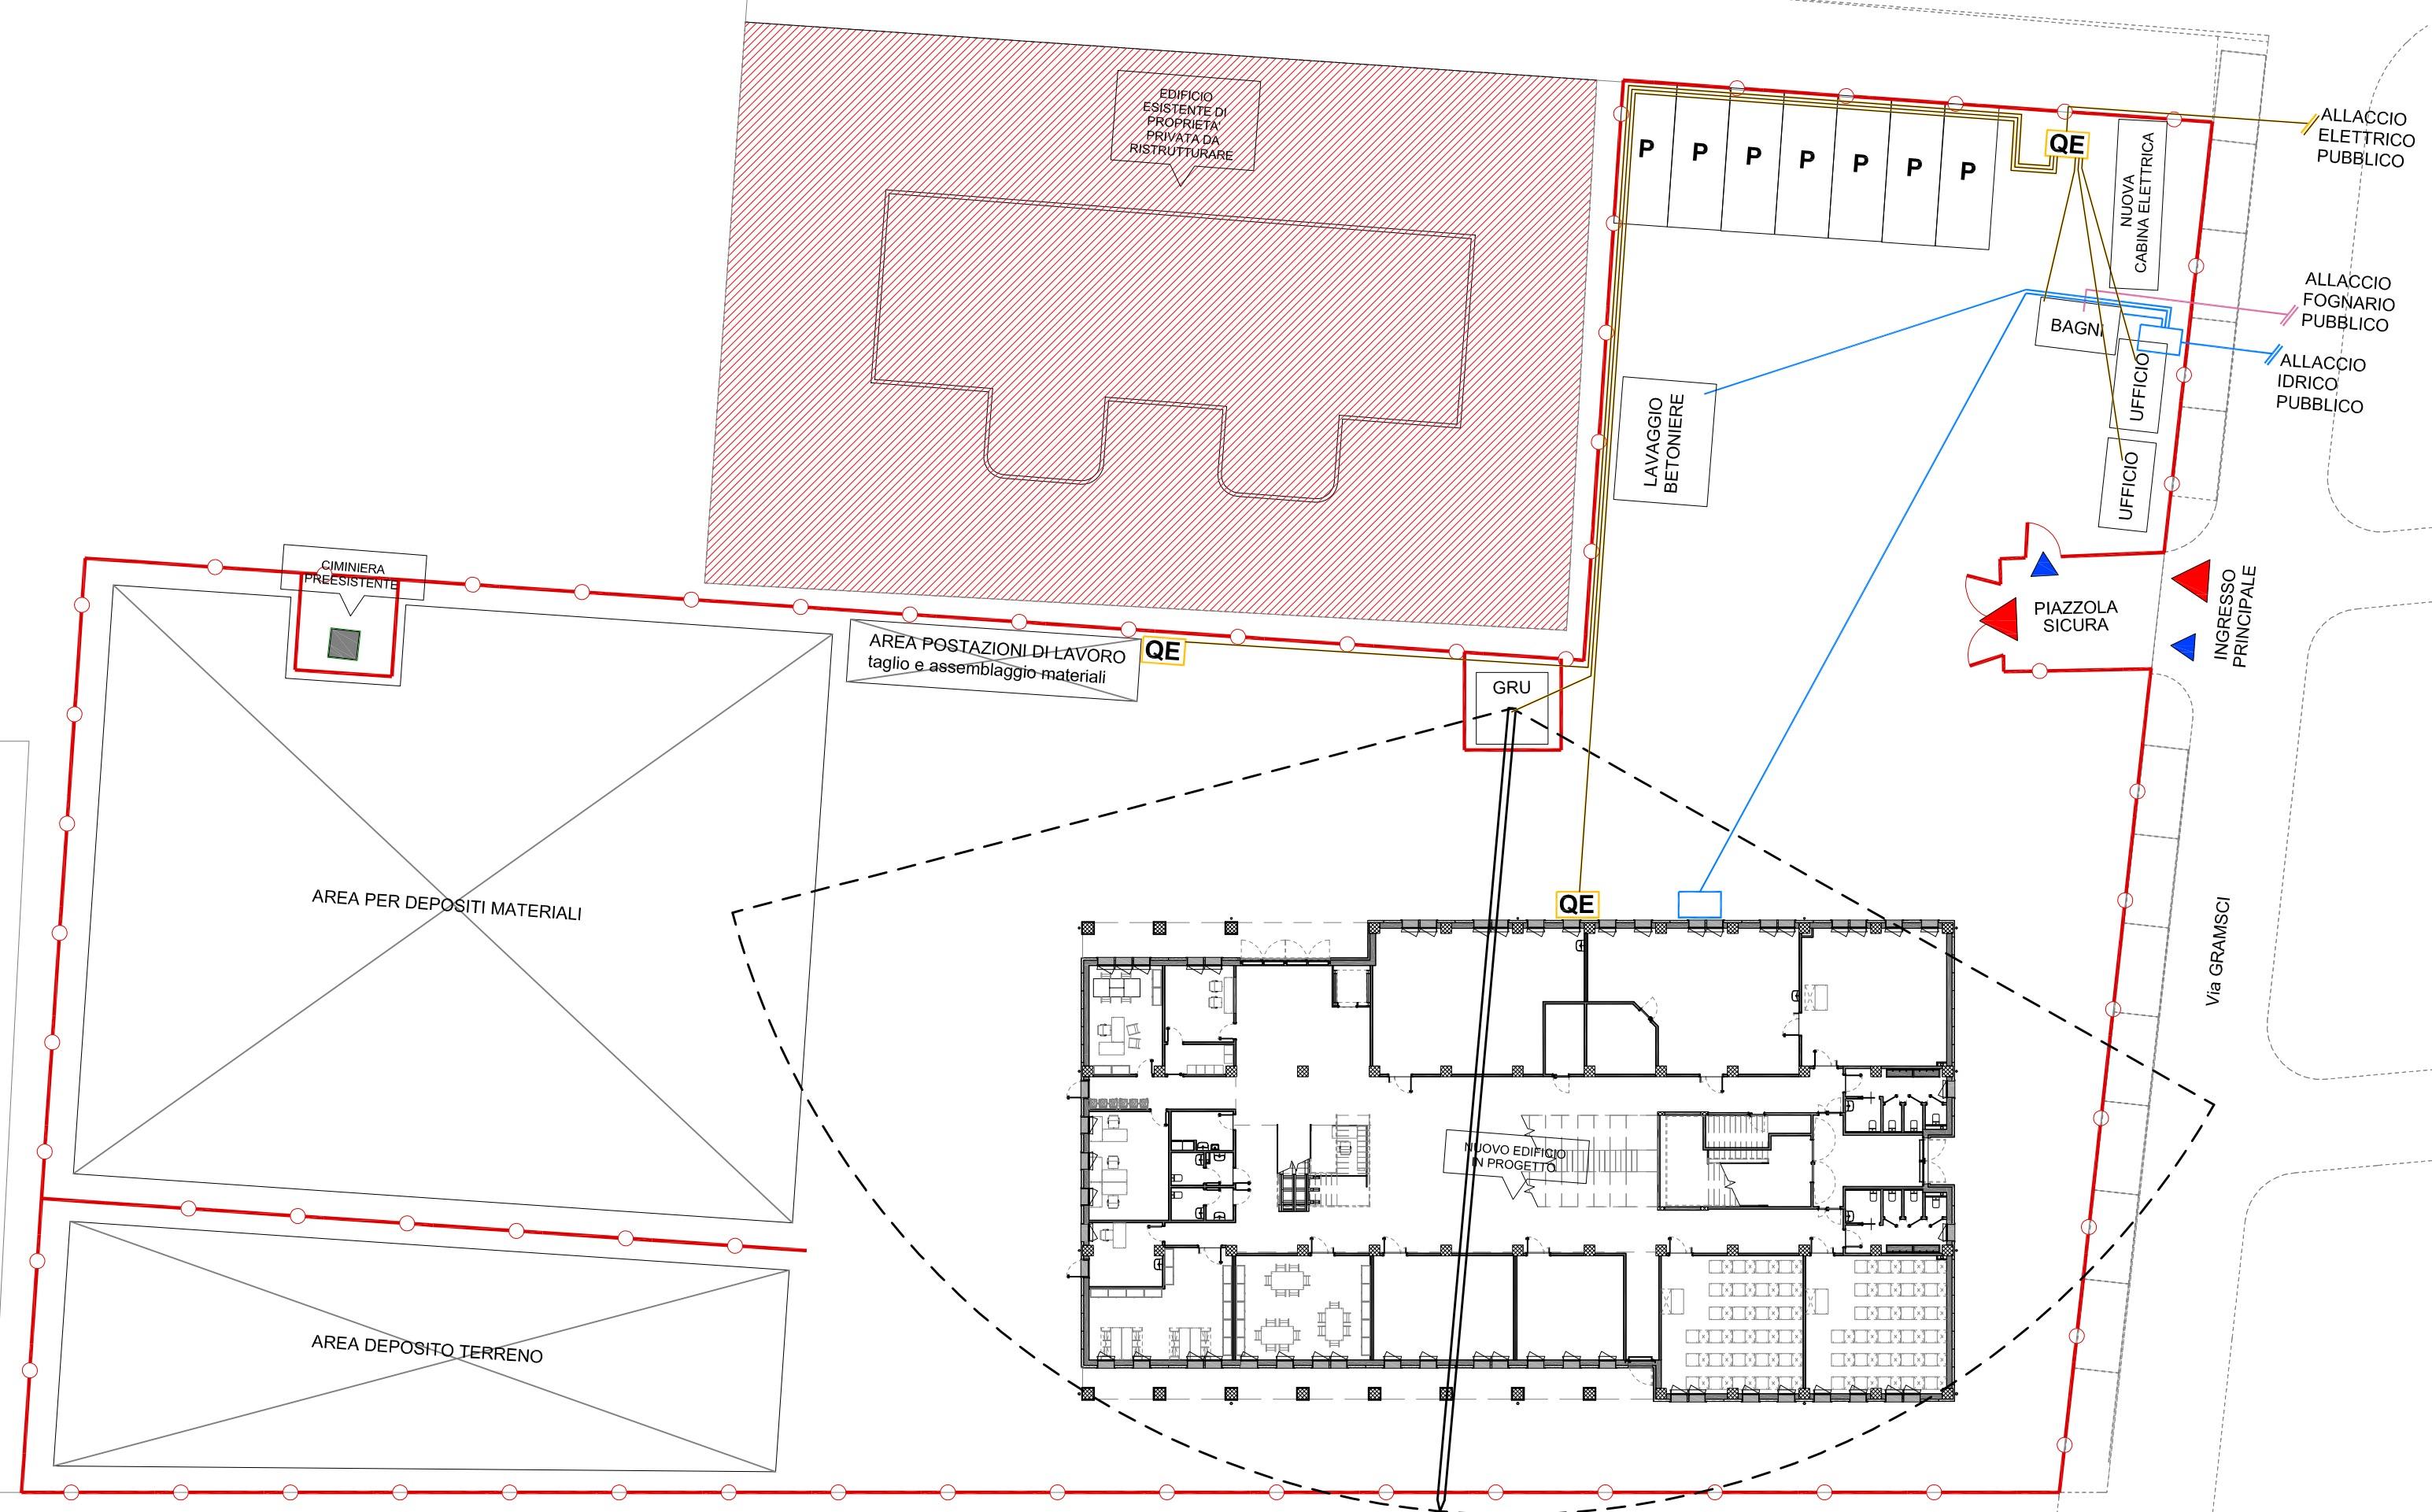 EDIFICIO
ESISTENTE DI
PROPRIETA'
PRIVATA DA
RISTRUTTURARE
P
P
P
P
P
P
P
QE
NUOVA
CABINA ELETTRICA
ALLACCIO
ELETTRICO
PUBBLICO
ALLACCIO
FOGNARIO
PUBBLICO
ALLACCIO
IDRICO
PUBBLICO
BAGNI
UFFICIO
UFFICIO
LAVAGGIO
BETONIERE
CIMINIERA
PREESISTENTE
AREA POSTAZIONI DI LAVORO
taglio e assemblaggio materiali
QE
GRU
PIAZZOLA
SICURA
INGRESSO
PRINCIPALE
AREA PER DEPOSITI MATERIALI
QE
Via GRAMSCI
NUOVO EDIFICIO
IN PROGETTO
AREA DEPOSITO TERRENO